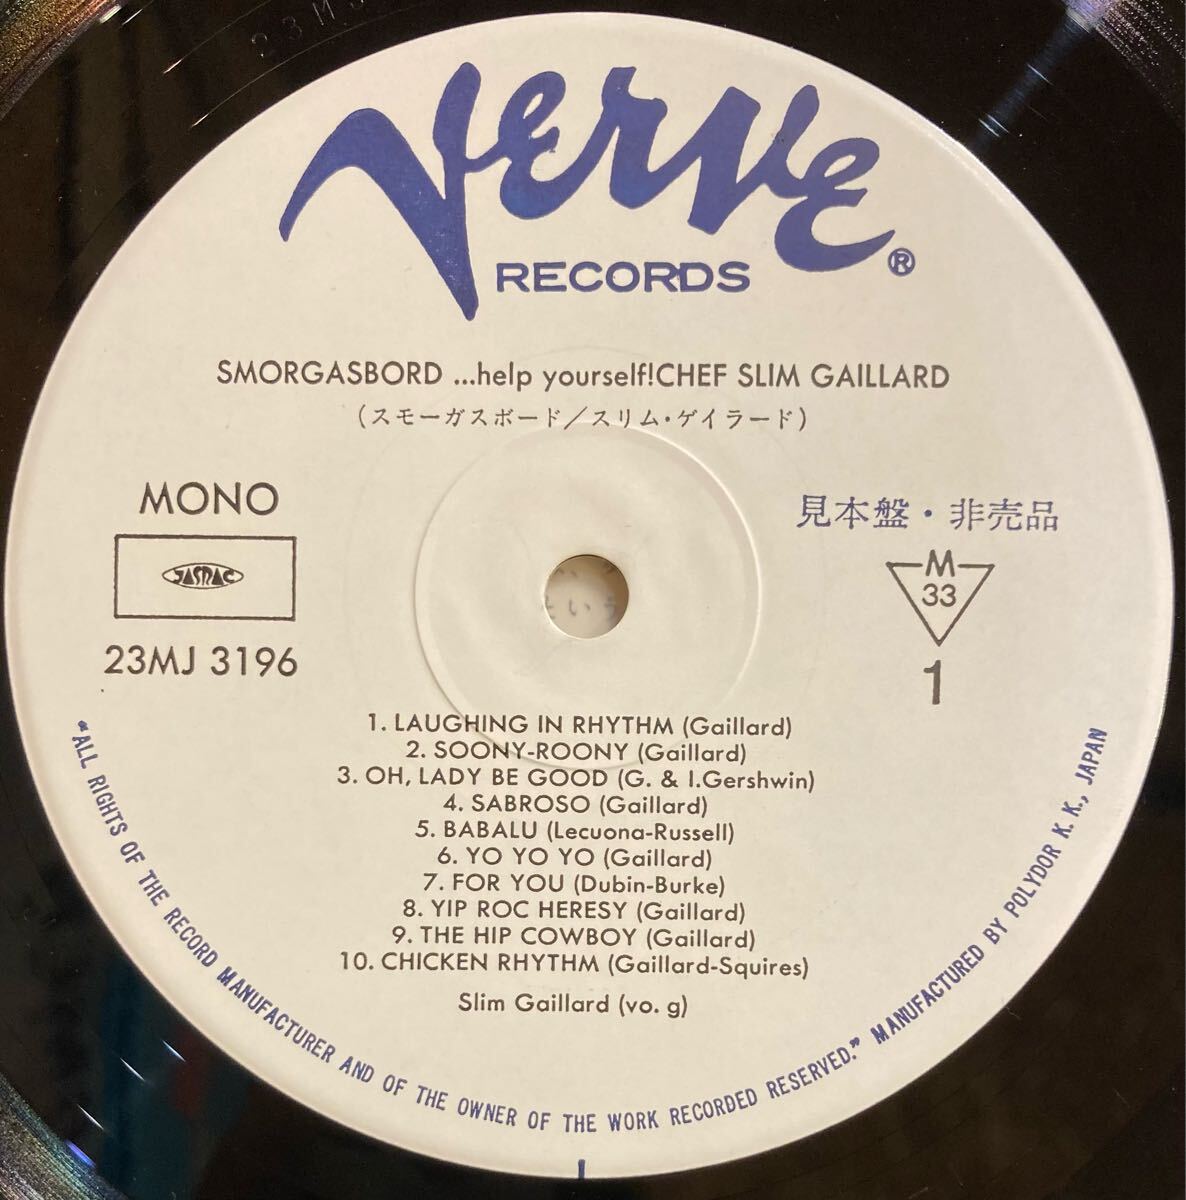 23M
Verve
RECORDS ®
SMORGASBORD ...help yourself!CHEF SLIM GAILLARD
(スモーガスボード/スリム・ゲイラード)
MONO
JASRAC
23MJ 3196
見本盤・非売品
M
33
1
1. LAUGHING IN RHYTHM (Gaillard)
2. SOONY-ROONY (Gaillard)
3. OH, LADY BE GOOD (G. & I.Gershwin)
4. SABROSO (Gaillard)
5. BABALU (Lecuona-Russell)
6. YO YO YO (Gaillard)
7. FOR YOU (Dubin-Burke)
8. YIP ROC HERESY (Gaillard)
9. THE HIP COWBOY (Gaillard)
10. CHICKEN RHYTHM (Gaillard-Squires)
Slim Gaillard (vo. g)
"ALL RIGHTS OF THE RECORD MANUFACTURER AND OF THE OWNER OF THE WORK RECORDED RESERVED." MANUFACTURED BY POLYDOR K. K., JAPAN